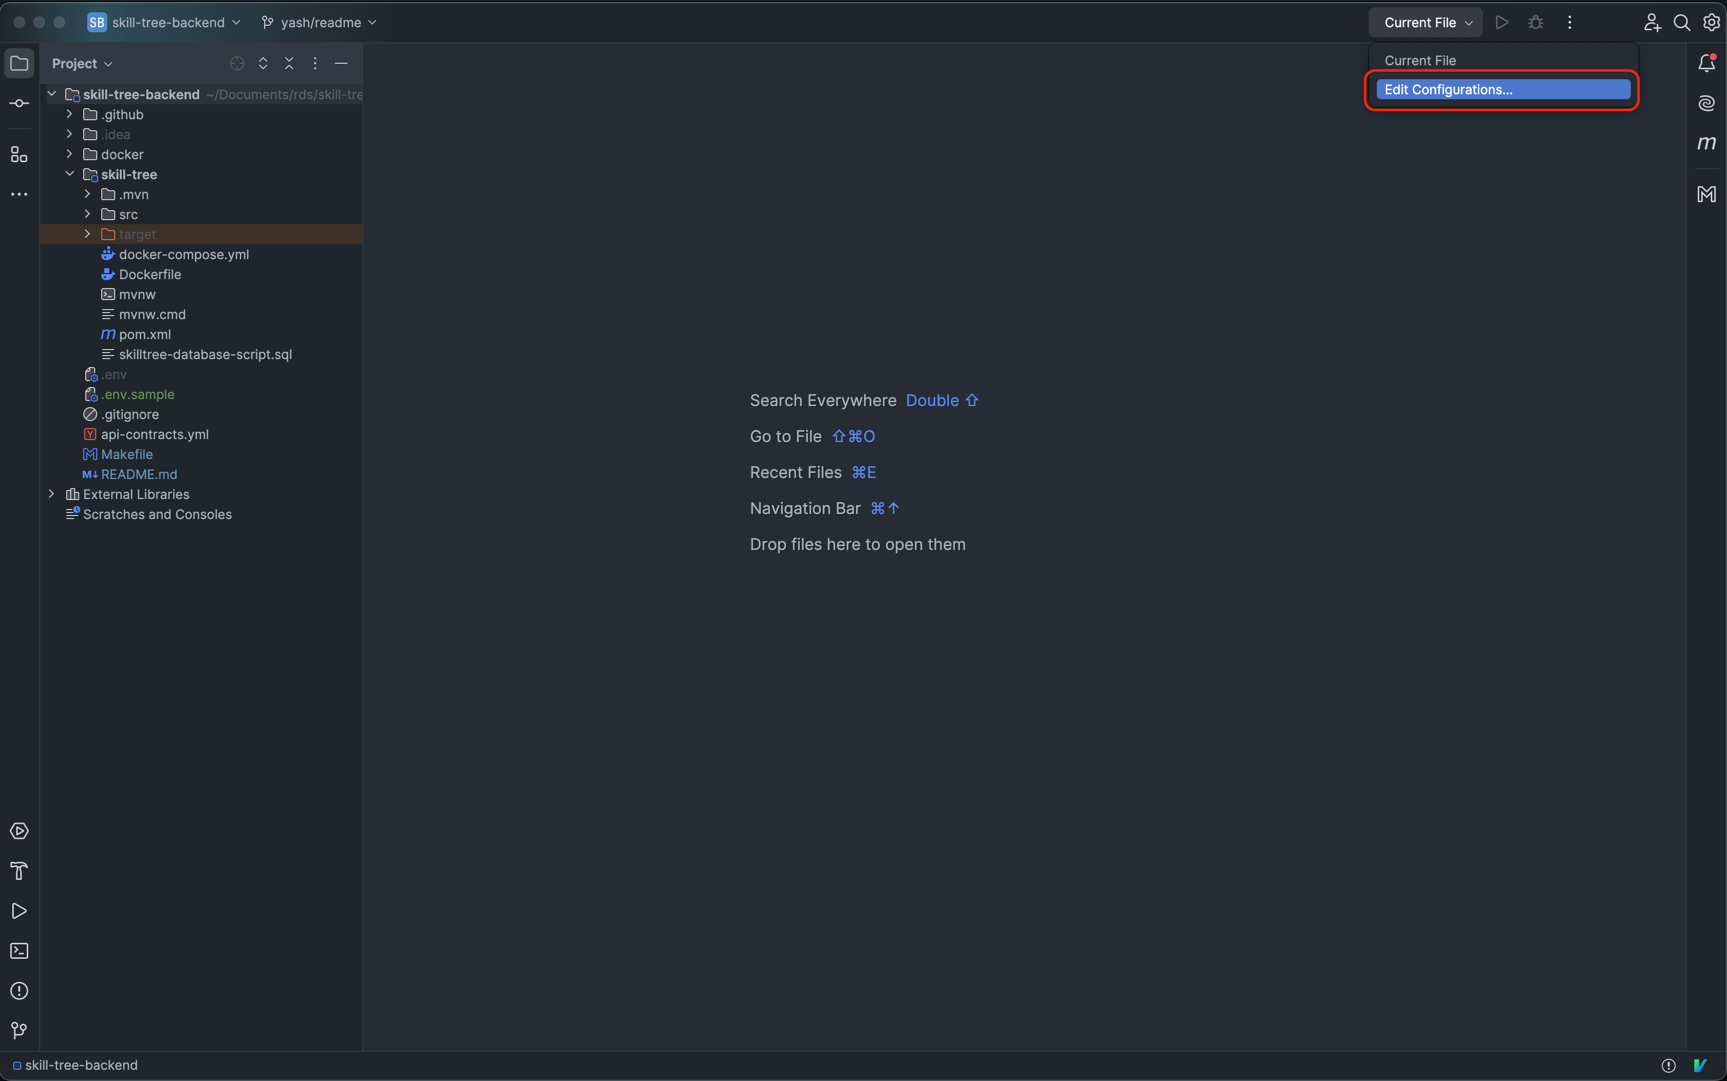 SB skill-tree-backend
yash/readme
Current File
Project
Current File
Edit Configurations...
skill-tree-backend ~/Documents/rds/skill-tre
.github
.idea
docker
skill-tree
.mvn
src
target
docker-compose.yml
Dockerfile
mvnw
mvnw.cmd
m pom.xml
skilltree-database-script.sql
.env
.env.sample
.gitignore
Y api-contracts.yml
Makefile
M↓ README.md
External Libraries
Scratches and Consoles
Search Everywhere Double ⇧
Go to File ⇧⌘O
Recent Files ⌘E
Navigation Bar ⌘↑
Drop files here to open them
m
skill-tree-backend